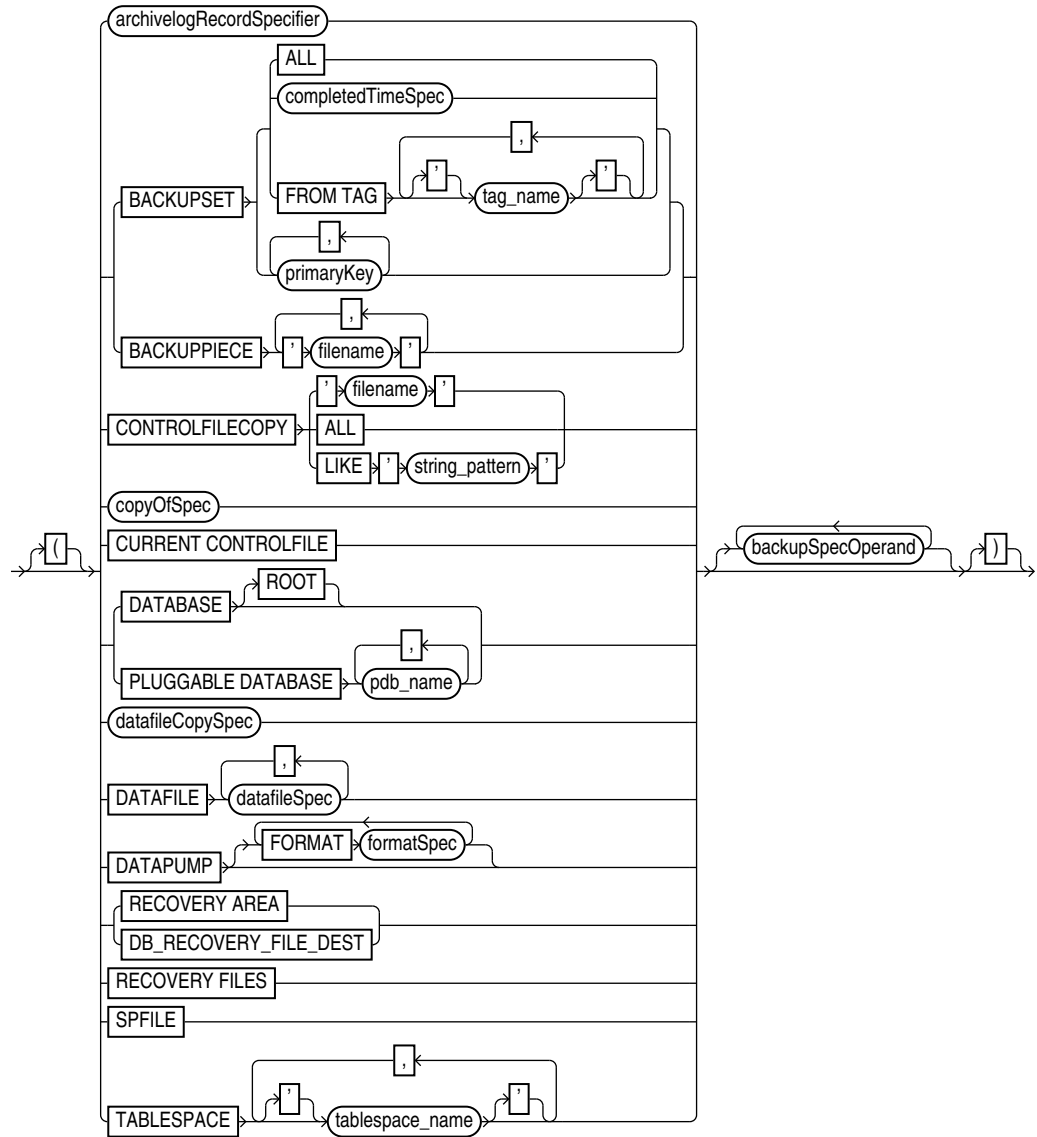 archivelogRecordSpecifier
ALL
completedTimeSpec
,
FROM TAG ' tag_name '
BACKUPSET
,
primaryKey
,
BACKUPPIECE ' filename '
' filename '
CONTROLFILECOPY ALL
LIKE ' string_pattern '
copyOfSpec
CURRENT CONTROLFILE
( backupSpecOperand )
ROOT
DATABASE
,
PLUGGABLE DATABASE pdb_name
datafileCopySpec
,
DATAFILE datafileSpec
FORMAT formatSpec
DATAPUMP
RECOVERY AREA
DB_RECOVERY_FILE_DEST
RECOVERY FILES
SPFILE
,
TABLESPACE ' tablespace_name '